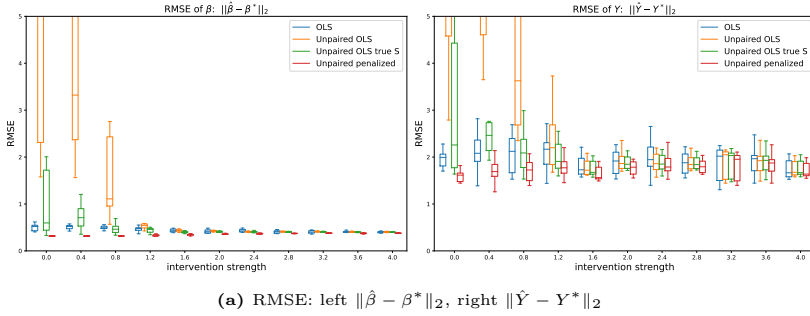 RMSE of β: ||β̂ − β*||₂
RMSE
5
4
3
2
1
0
0.0 0.4 0.8 1.2 1.6 2.0 2.4 2.8 3.2 3.6 4.0
intervention strength
OLS
Unpaired OLS
Unpaired OLS true S
Unpaired penalized
RMSE of Y: ||Ŷ − Y*||₂
RMSE
5
4
3
2
1
0
0.0 0.4 0.8 1.2 1.6 2.0 2.4 2.8 3.2 3.6 4.0
intervention strength
OLS
Unpaired OLS
Unpaired OLS true S
Unpaired penalized
(a) RMSE: left ‖β̂ − β*‖₂, right ‖Ŷ − Y*‖₂